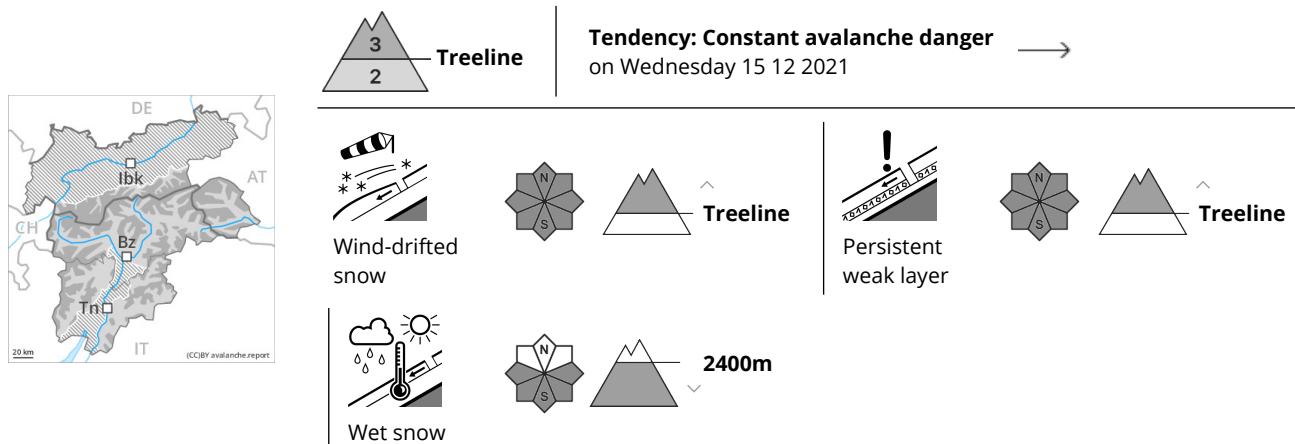 3
2
Treeline
Tendency: Constant avalanche danger
on Wednesday 15 12 2021
DE
Ibk
AT
CH
Bz
Tn
IT
20 km
(CC)BY avalanche.report
N
S
Treeline
Wind-drifted
snow
N
S
Treeline
Persistent
weak layer
N
S
2400m
Wet snow